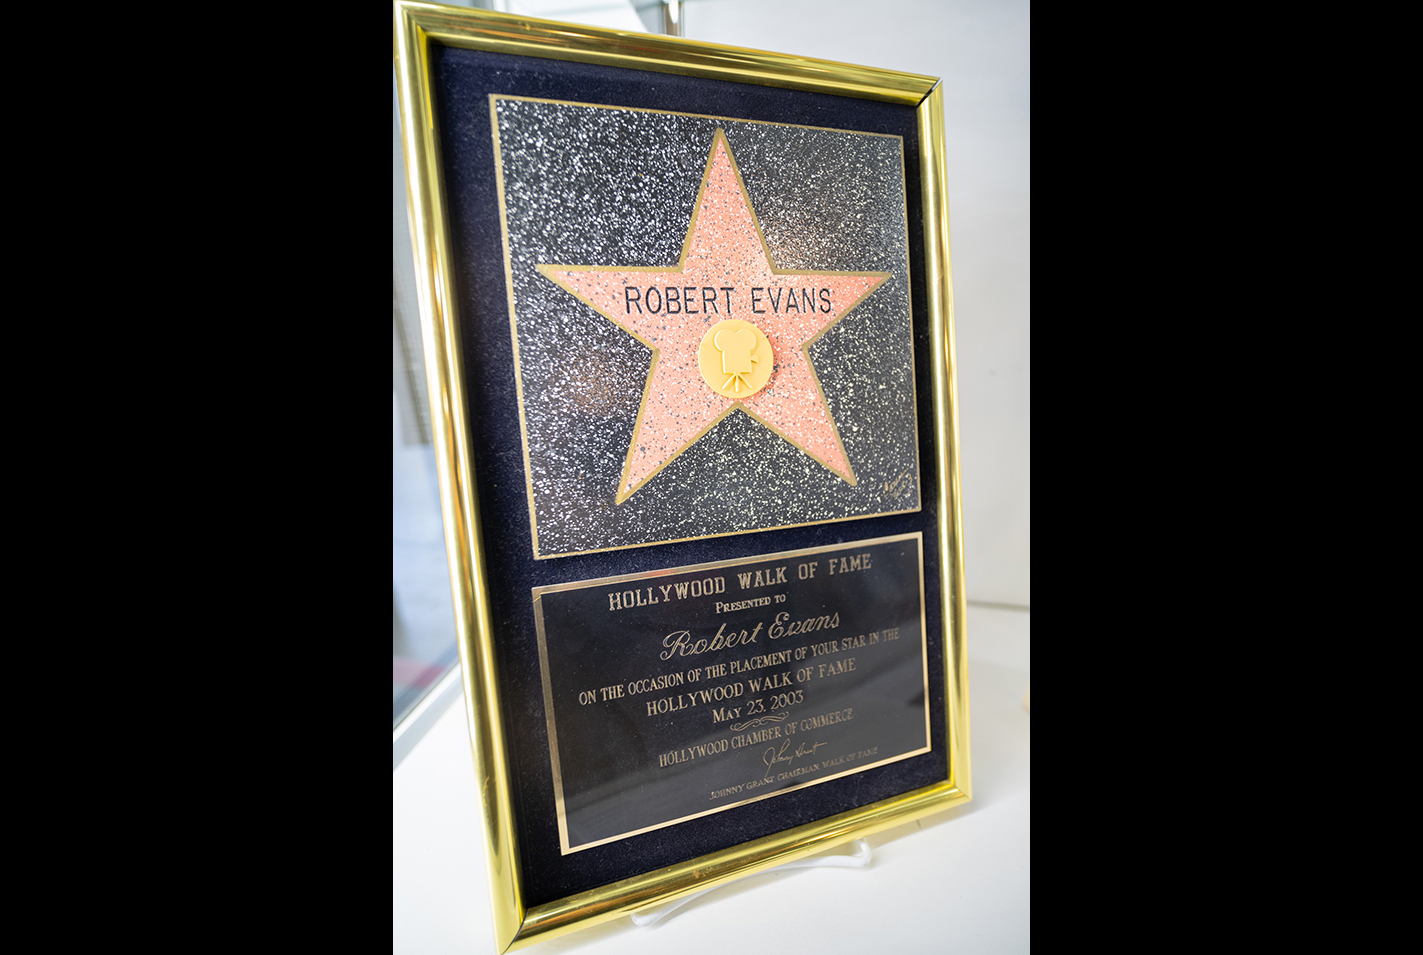 ROBERT EVANS
HOLLYWOOD WALK OF FAME
PRESENTED TO
Robert Evans
ON THE OCCASION OF THE PLACEMENT OF YOUR STAR IN THE
HOLLYWOOD WALK OF FAME
MAY 23, 2003
HOLLYWOOD CHAMBER OF COMMERCE
Johnny Grant
JOHNNY GRANT CHAIRMAN, WALK OF FAME